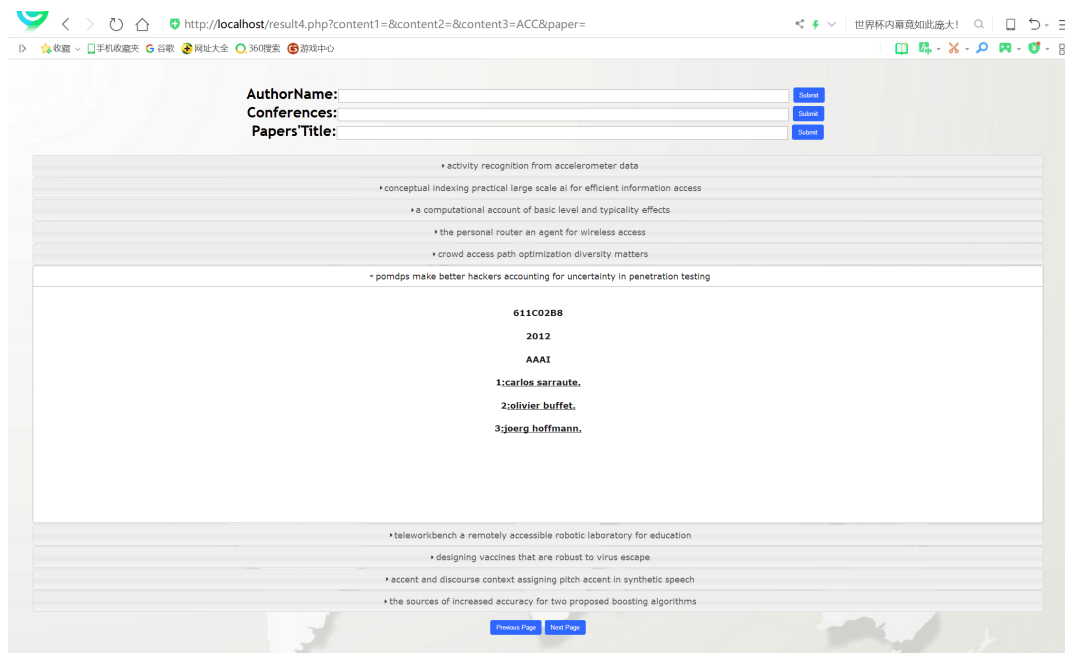 http://localhost/result4.php?content1=&content2=&content3=ACC&paper=
世界杯内幕竟如此庞大!
收藏 手机收藏夹 G 谷歌 网址大全 360搜索 游戏中心
AuthorName: Submit
Conferences: Submit
Papers'Title: Submit
activity recognition from accelerometer data
conceptual indexing practical large scale ai for efficient information access
a computational account of basic level and typicality effects
the personal router an agent for wireless access
crowd access path optimization diversity matters
pomdps make better hackers accounting for uncertainty in penetration testing
611C02B8
2012
AAAI
1:carlos sarraute.
2:olivier buffet.
3:joerg hoffmann.
teleworkbench a remotely accessible robotic laboratory for education
designing vaccines that are robust to virus escape
accent and discourse context assigning pitch accent in synthetic speech
the sources of increased accuracy for two proposed boosting algorithms
Previous Page Next Page